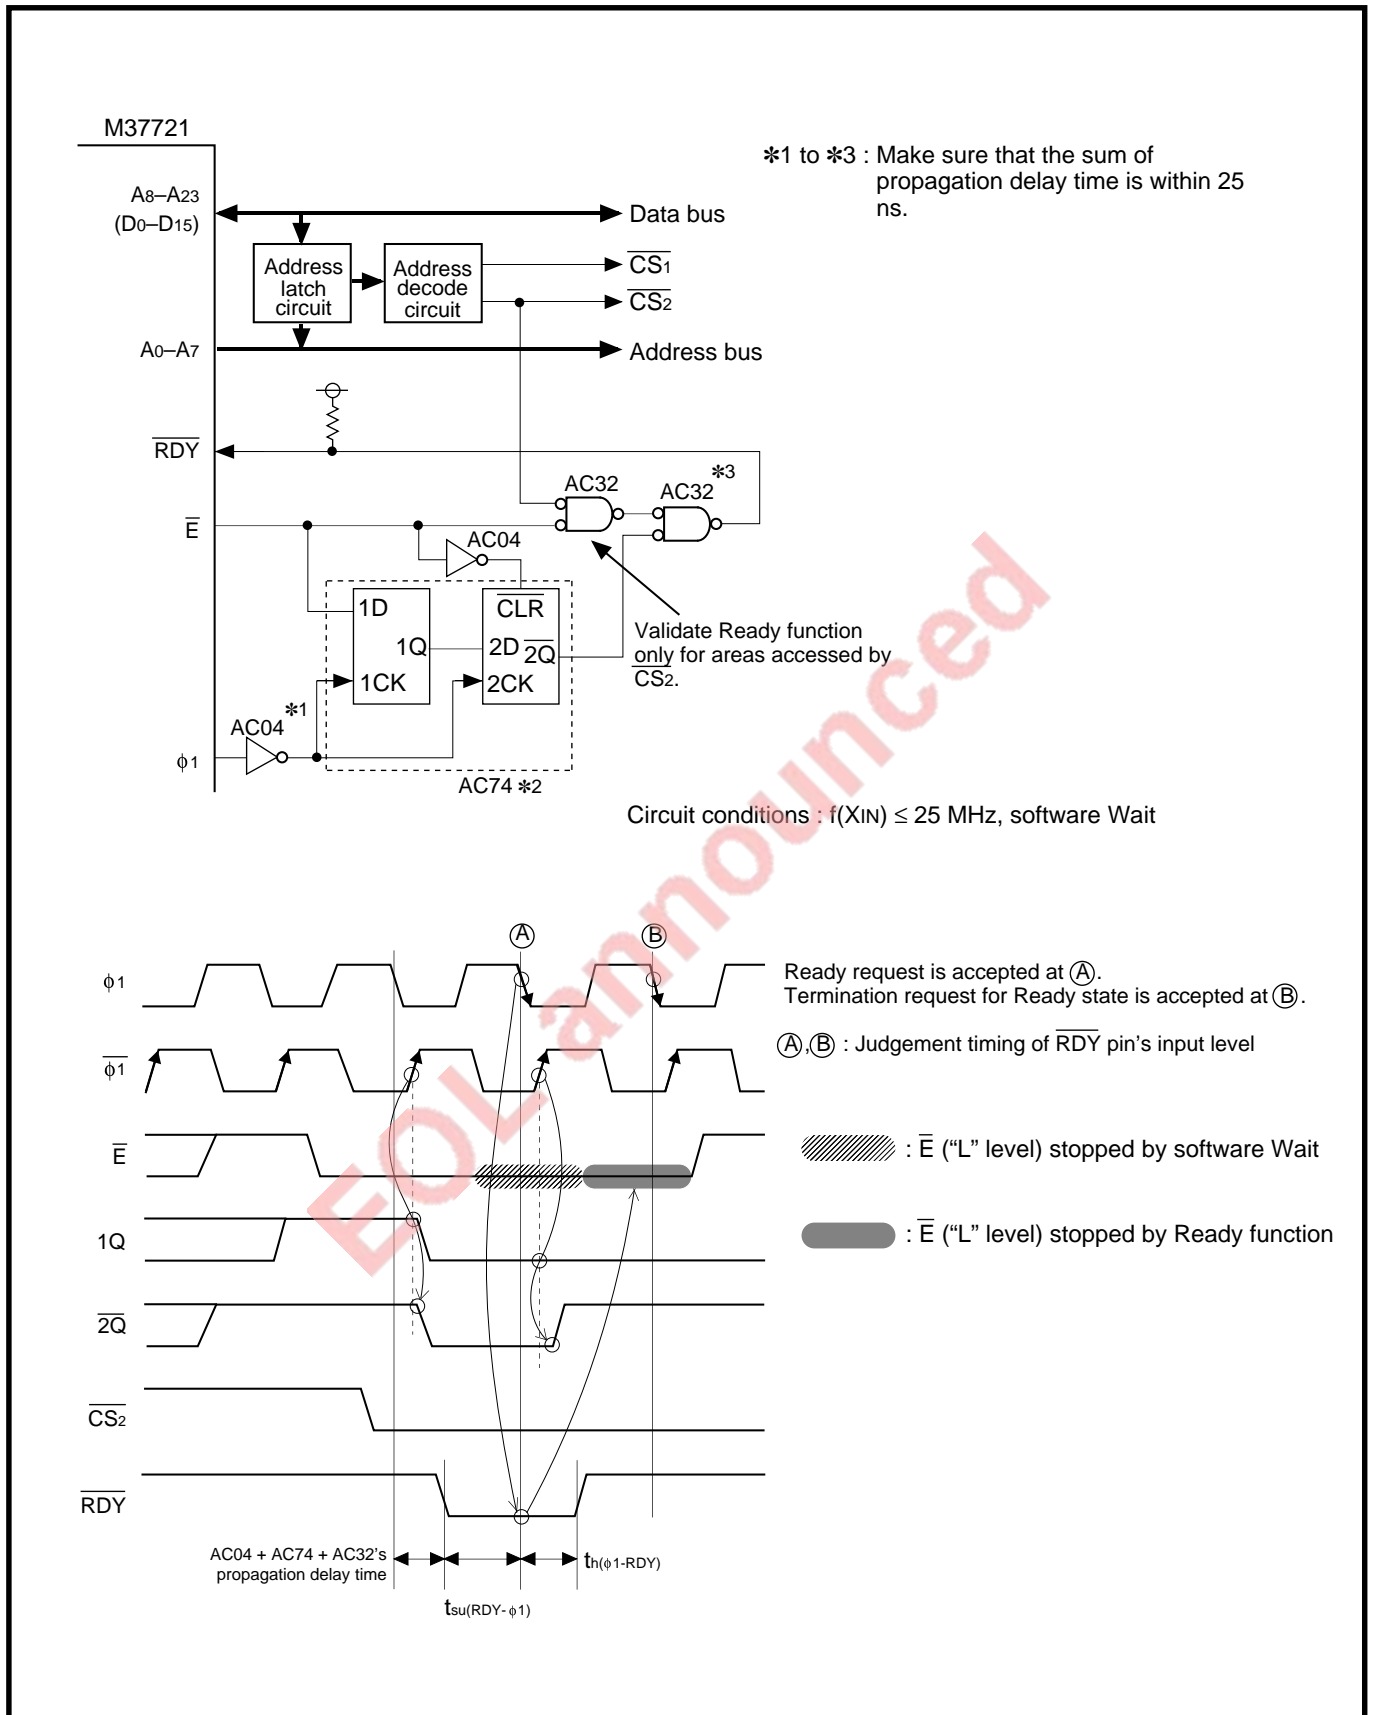 M37721
✽1 to ✽3 : Make sure that the sum of
propagation delay time is within 25
ns.
A8–A23
(D0–D15)
Data bus
Address
latch
circuit
Address
decode
circuit
CS1
CS2
A0–A7
Address bus
RDY
AC32
AC32
✽3
E
AC04
1D
1Q
1CK
CLR
2D
2Q
2CK
Validate Ready function
only for areas accessed by
CS2.
AC04
✽1
ϕ1
AC74 ✽2
Circuit conditions : f(XIN) ≤ 25 MHz, software Wait
A
B
ϕ1
Ready request is accepted at Ⓐ.
Termination request for Ready state is accepted at Ⓑ.
ϕ1
Ⓐ,Ⓑ : Judgement timing of RDY pin's input level
E
: E (“L” level) stopped by software Wait
1Q
: E (“L” level) stopped by Ready function
2Q
CS2
RDY
AC04 + AC74 + AC32's
propagation delay time
th(ϕ1-RDY)
tsu(RDY-ϕ1)
EOL announced